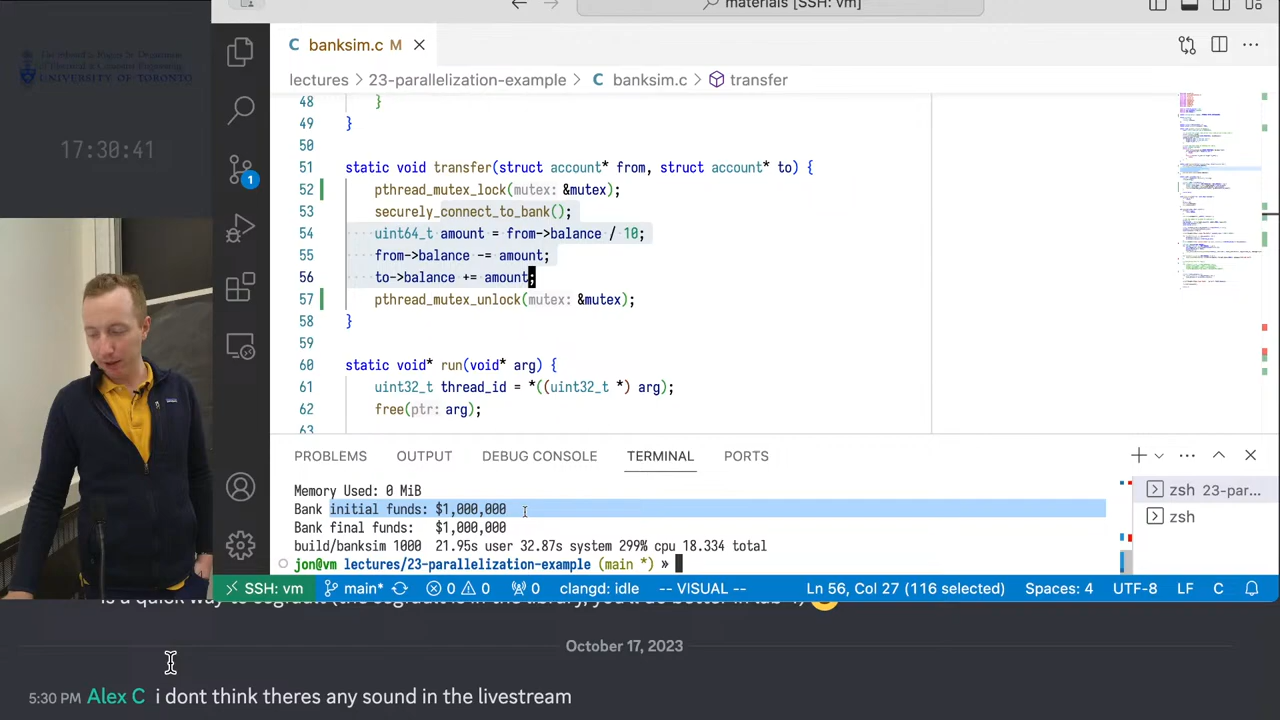 materials [SSH: vm]
UNIVERSITY OF TORONTO
17:30:41
banksim.c M
lectures > 23-parallelization-example > banksim.c > transfer
48 }
49 }
50
51 static void transfer(struct account* from, struct account* to) {
52 pthread_mutex_lock(mutex: &mutex);
53 securely_connect_to_bank();
54 uint64_t amount = from->balance / 10;
55 from->balance -= amount;
56 to->balance += amount;
57 pthread_mutex_unlock(mutex: &mutex);
58 }
59
60 static void* run(void* arg) {
61 uint32_t thread_id = *((uint32_t *) arg);
62 free(ptr: arg);
63
1
PROBLEMS OUTPUT DEBUG CONSOLE TERMINAL PORTS
Memory Used: 0 MiB
Bank initial funds: $1,000,000
Bank final funds: $1,000,000
build/banksim 1000 21.95s user 32.87s system 299% cpu 18.334 total
jon@vm lectures/23-parallelization-example (main *) »
zsh 23-par...
zsh
SSH: vm main* 0 0 0 clangd: idle -- VISUAL -- Ln 56, Col 27 (116 selected) Spaces: 4 UTF-8 LF C
October 17, 2023
5:30 PM Alex C i dont think theres any sound in the livestream